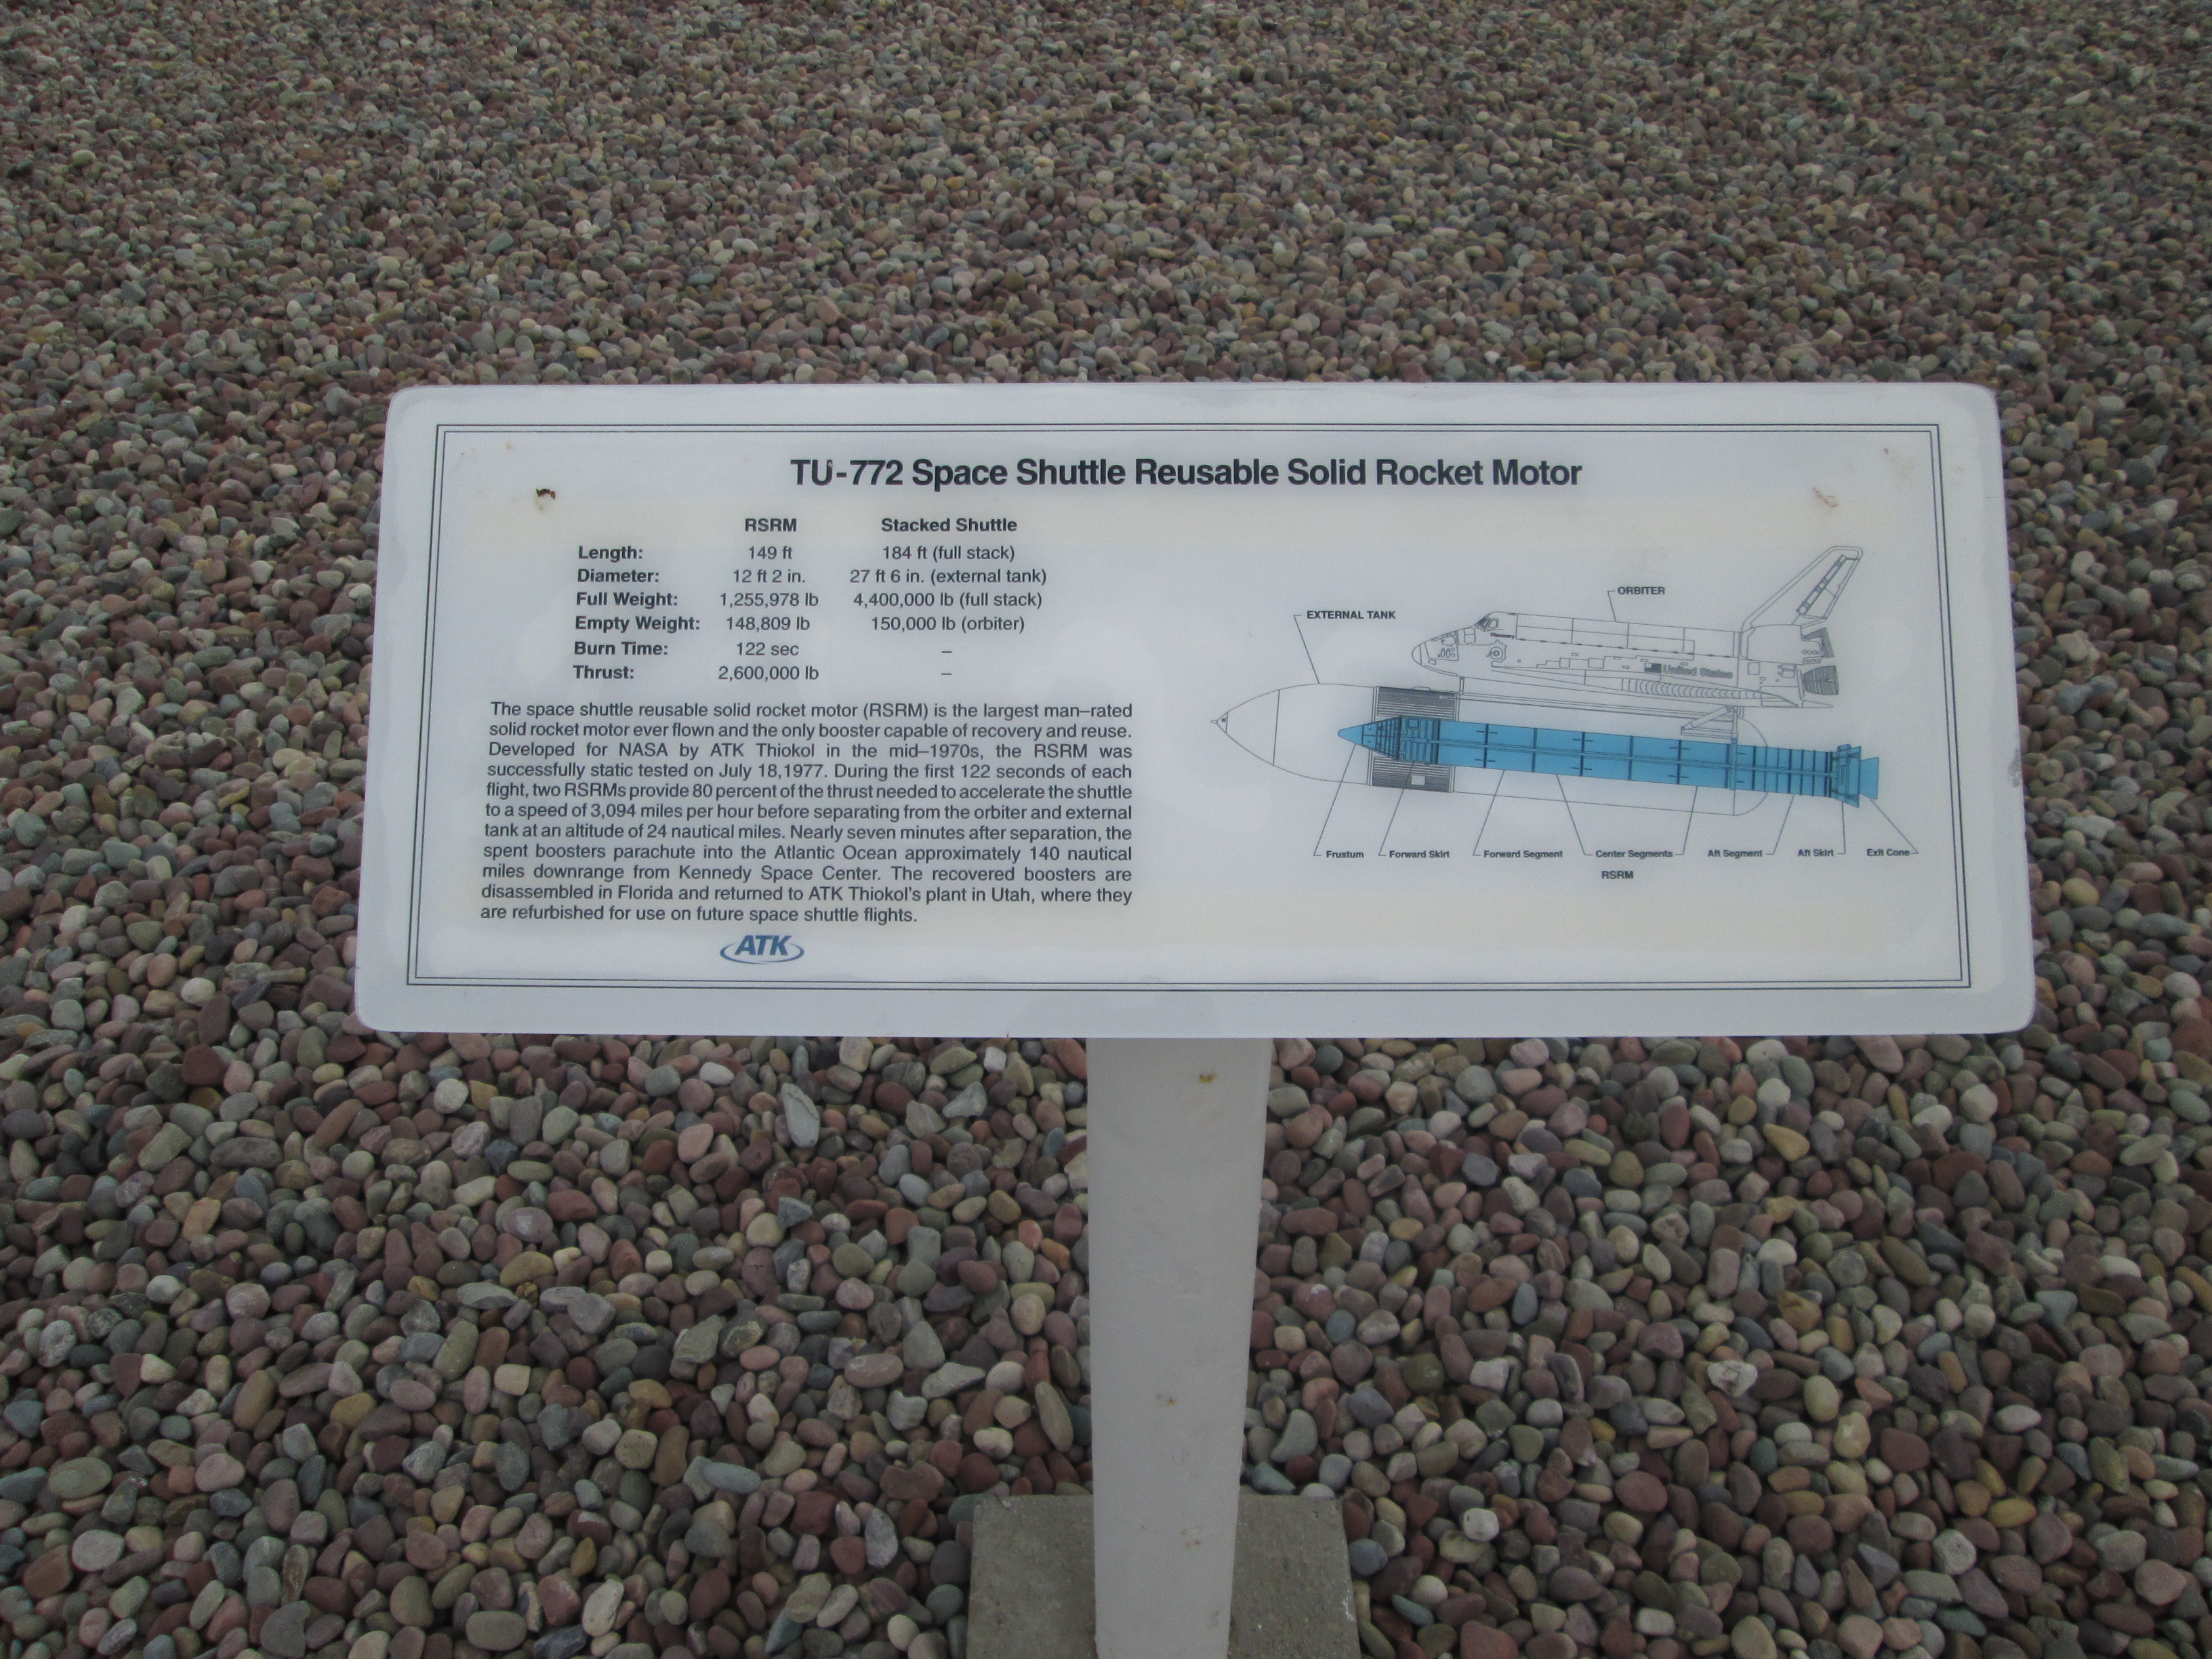 TU-772 Space Shuttle Reusable Solid Rocket Motor
RSRM Stacked Shuttle
Length: 149 ft 184 ft (full stack)
Diameter: 12 ft 2 in. 27 ft 6 in. (external tank)
Full Weight: 1,255,978 lb 4,400,000 lb (full stack)
Empty Weight: 148,809 lb 150,000 lb (orbiter)
Burn Time: 122 sec –
Thrust: 2,600,000 lb –
The space shuttle reusable solid rocket motor (RSRM) is the largest man–rated
solid rocket motor ever flown and the only booster capable of recovery and reuse.
Developed for NASA by ATK Thiokol in the mid–1970s, the RSRM was
successfully static tested on July 18,1977. During the first 122 seconds of each
flight, two RSRMs provide 80 percent of the thrust needed to accelerate the shuttle
to a speed of 3,094 miles per hour before separating from the orbiter and external
tank at an altitude of 24 nautical miles. Nearly seven minutes after separation, the
spent boosters parachute into the Atlantic Ocean approximately 140 nautical
miles downrange from Kennedy Space Center. The recovered boosters are
disassembled in Florida and returned to ATK Thiokol's plant in Utah, where they
are refurbished for use on future space shuttle flights.
ATK
ORBITER
EXTERNAL TANK
Discovery
United States
Frustum Forward Skirt Forward Segment Center Segments Aft Segment Aft Skirt Exit Cone
RSRM